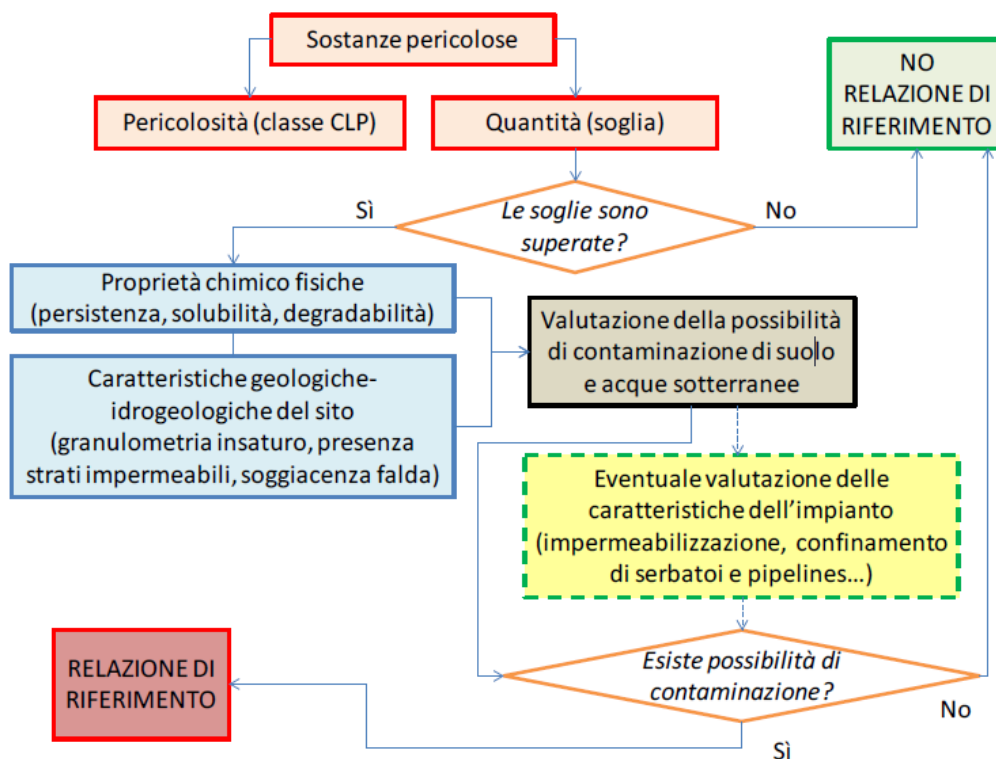 Sostanze pericolose
NO
RELAZIONE DI
RIFERIMENTO
Pericolosità (classe CLP)
Quantità (soglia)
Sì
Le soglie sono
superate?
No
Proprietà chimico fisiche
(persistenza, solubilità, degradabilità)
Valutazione della possibilità
di contaminazione di suolo
e acque sotterranee
Caratteristiche geologiche-
idrogeologiche del sito
(granulometria insaturo, presenza
strati impermeabili, soggiacenza falda)
Eventuale valutazione delle
caratteristiche dell'impianto
(impermeabilizzazione, confinamento
di serbatoi e pipelines...)
RELAZIONE DI
RIFERIMENTO
Esiste possibilità di
contaminazione?
No
Sì